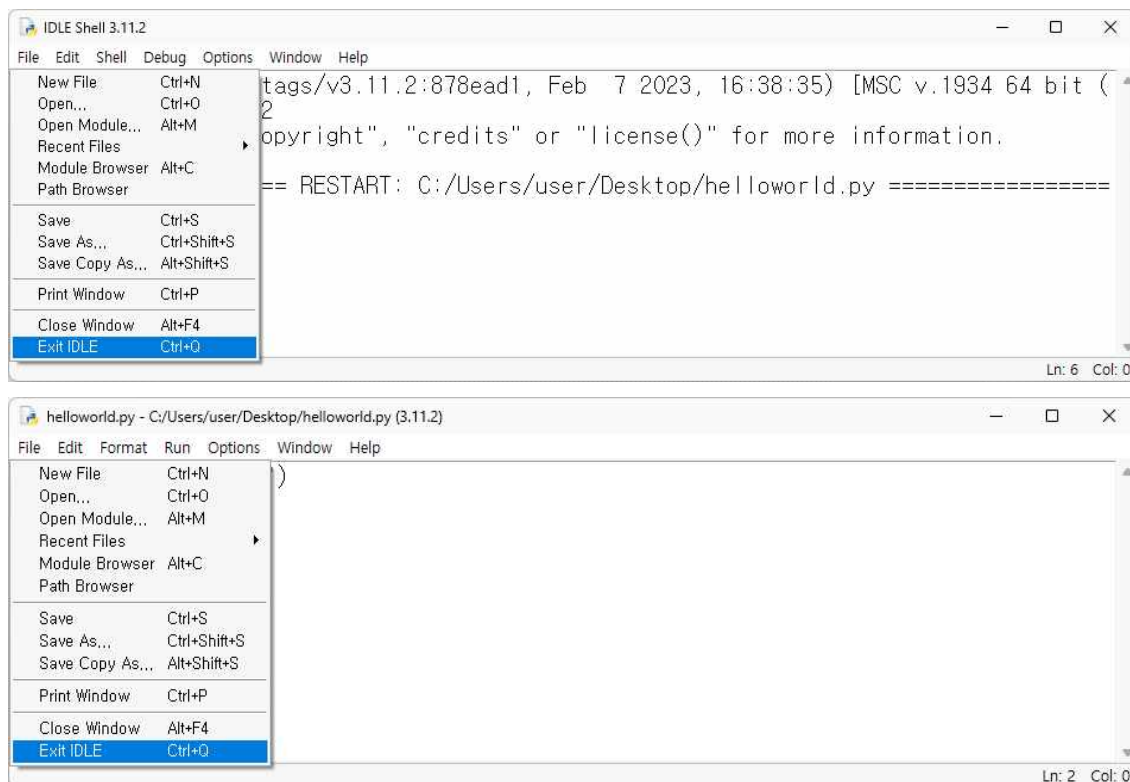 IDLE Shell 3.11.2
File Edit Shell Debug Options Window Help
New File Ctrl+N
tags/v3.11.2:878ead1, Feb 7 2023, 16:38:35) [MSC v.1934 64 bit (
Open... Ctrl+O
2
Open Module... Alt+M
opyright", "credits" or "license()" for more information.
Recent Files
Module Browser Alt+C
Path Browser
== RESTART: C:/Users/user/Desktop/helloworld.py =================
Save Ctrl+S
Save As... Ctrl+Shift+S
Save Copy As... Alt+Shift+S
Print Window Ctrl+P
Close Window Alt+F4
Exit IDLE Ctrl+Q
Ln: 6 Col: 0
helloworld.py - C:/Users/user/Desktop/helloworld.py (3.11.2)
File Edit Format Run Options Window Help
New File Ctrl+N
)
Open... Ctrl+O
Open Module... Alt+M
Recent Files
Module Browser Alt+C
Path Browser
Save Ctrl+S
Save As... Ctrl+Shift+S
Save Copy As... Alt+Shift+S
Print Window Ctrl+P
Close Window Alt+F4
Exit IDLE Ctrl+Q
Ln: 2 Col: 0